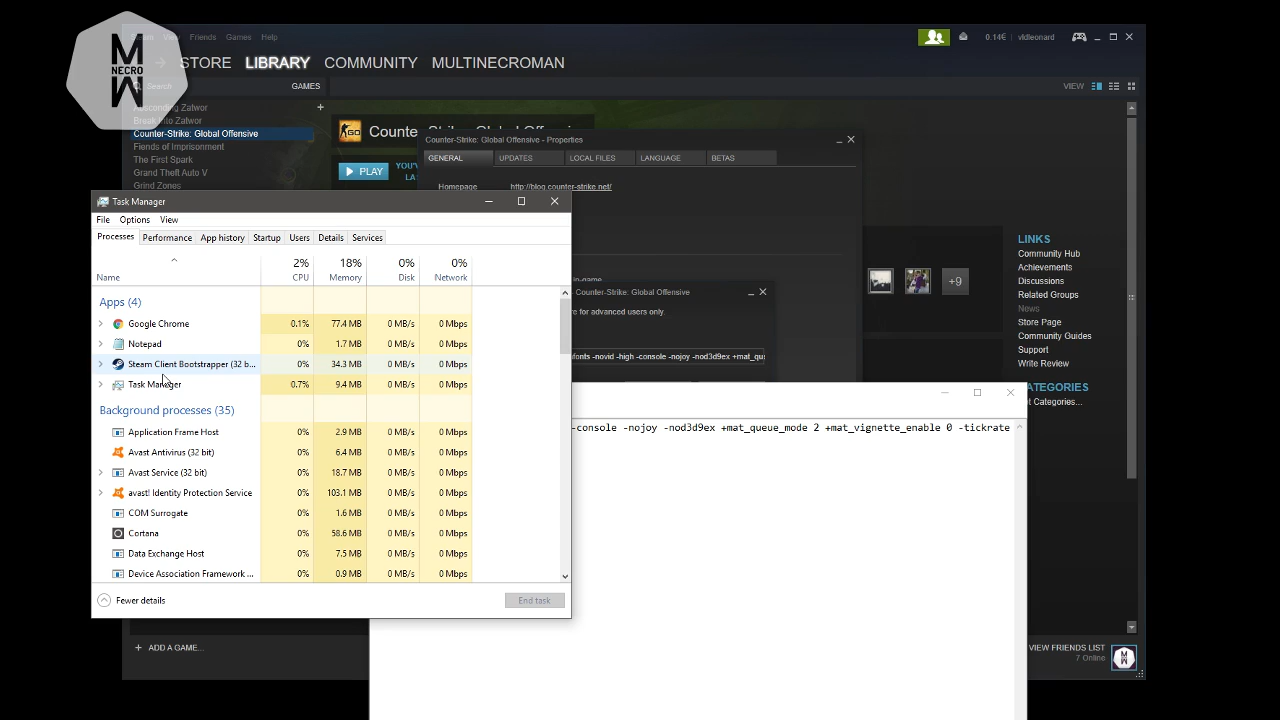 M
NECRO
M
View Friends Games Help
0.14€ vldleonard
STORE LIBRARY COMMUNITY MULTINECROMAN
Search GAMES VIEW
Zatwor
Break Into Zatwor
Counter-Strike: Global Offensive
Fiends of Imprisonment
The First Spark
Grand Theft Auto V
Grind Zones
PLAY
Counter-Strike: Global Offensive - Properties
GENERAL UPDATES LOCAL FILES LANGUAGE BETAS
Homepage http://blog.counter-strike.net/
+9
LINKS
Community Hub
Achievements
Discussions
Related Groups
News
Store Page
Community Guides
Support
Write Review
CATEGORIES
Categories...
Counter-Strike: Global Offensive
for advanced users only.
-novid -high -console -nojoy -nod3d9ex
-console -nojoy -nod3d9ex +mat_queue_mode 2 +mat_vignette_enable 0 -tickrate
Task Manager
File Options View
Processes Performance App history Startup Users Details Services
2% 18% 0% 0%
Name CPU Memory Disk Network
Apps (4)
Google Chrome 0.1% 77.4 MB 0 MB/s 0 Mbps
Notepad 0% 1.7 MB 0 MB/s 0 Mbps
Steam Client Bootstrapper (32 b... 0% 34.3 MB 0 MB/s 0 Mbps
Task Manager 0.7% 9.4 MB 0 MB/s 0 Mbps
Background processes (35)
Application Frame Host 0% 2.9 MB 0 MB/s 0 Mbps
Avast Antivirus (32 bit) 0% 6.4 MB 0 MB/s 0 Mbps
Avast Service (32 bit) 0% 18.7 MB 0 MB/s 0 Mbps
avast! Identity Protection Service 0% 103.1 MB 0 MB/s 0 Mbps
COM Surrogate 0% 1.6 MB 0 MB/s 0 Mbps
Cortana 0% 58.6 MB 0 MB/s 0 Mbps
Data Exchange Host 0% 7.5 MB 0 MB/s 0 Mbps
Device Association Framework ... 0% 0.9 MB 0 MB/s 0 Mbps
Fewer details End task
+ ADD A GAME...
VIEW FRIENDS LIST
7 Online